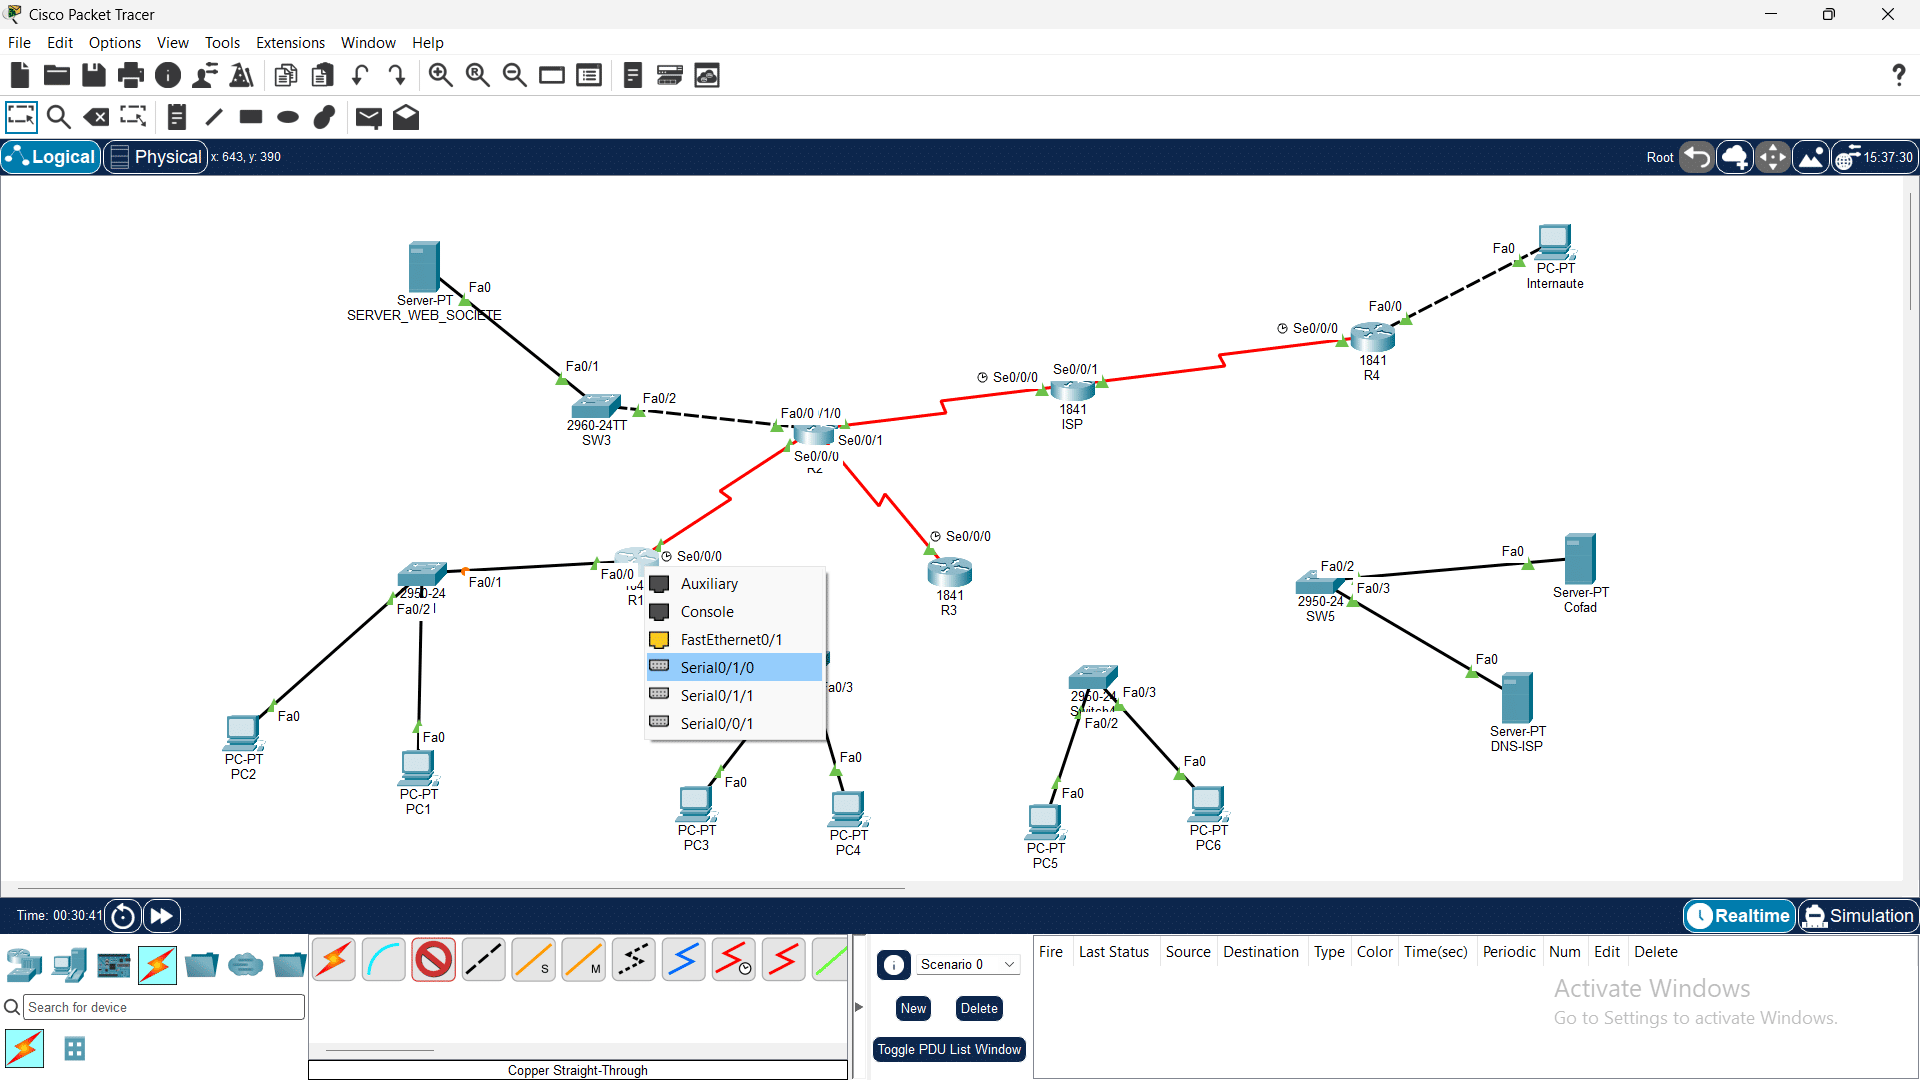 Cisco Packet Tracer
File Edit Options View Tools Extensions Window Help
Logical Physical x: 643, y: 390 Root 15:37:30
Fa0
PC-PT
Internaute
Fa0
Server-PT
SERVER_WEB_SOCIETE
Fa0/0
Se0/0/0
1841
R4
Fa0/1
Se0/0/0
Se0/0/1
1841
ISP
Fa0/2
2960-24TT
SW3
Fa0/0 /1/0
Se0/0/1
Se0/0/0
R2
Se0/0/0
1841
R3
Se0/0/0
Fa0/0
R1
Fa0/1
2950-24
Fa0/2
Auxiliary
Console
FastEthernet0/1
Serial0/1/0
Serial0/1/1
Serial0/0/1
a0/3
Fa0
Server-PT
Cofad
Fa0/2
Fa0/3
2950-24
SW5
Fa0
Server-PT
DNS-ISP
Fa0/3
2950-24
Switch4
Fa0/2
Fa0
PC-PT
PC2
Fa0
PC-PT
PC1
Fa0
PC-PT
PC3
Fa0
PC-PT
PC4
Fa0
PC-PT
PC5
Fa0
PC-PT
PC6
Time: 00:30:41 Realtime Simulation
S M
Search for device
Copper Straight-Through
Scenario 0
New Delete
Toggle PDU List Window
Fire Last Status Source Destination Type Color Time(sec) Periodic Num Edit Delete
Activate Windows
Go to Settings to activate Windows.